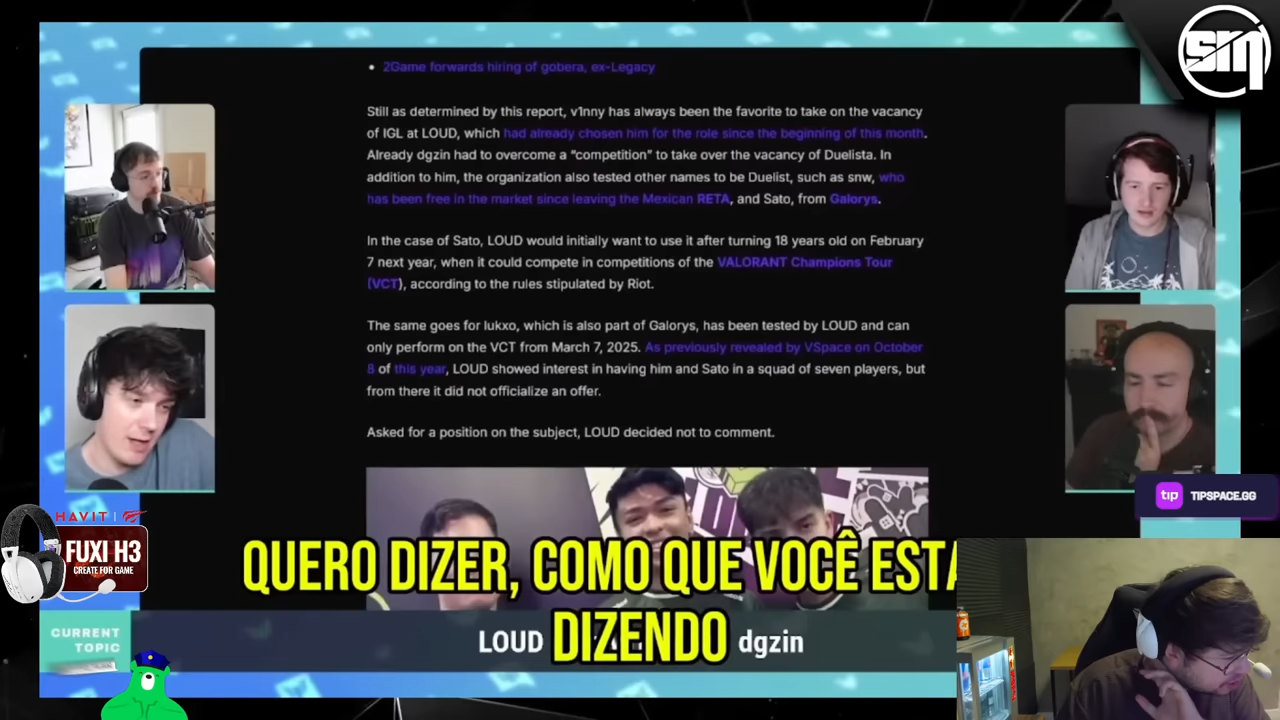 2Game forwards hiring of gobera, ex-Legacy
Still as determined by this report, v1nny has always been the favorite to take on the vacancy
of IGL at LOUD, which had already chosen him for the role since the beginning of this month.
Already dgzin had to overcome a “competition” to take over the vacancy of Duelista. In
addition to him, the organization also tested other names to be Duelist, such as snw, who
has been free in the market since leaving the Mexican RETA, and Sato, from Galorys.
In the case of Sato, LOUD would initially want to use it after turning 18 years old on February
7 next year, when it could compete in competitions of the VALORANT Champions Tour
(VCT), according to the rules stipulated by Riot.
The same goes for lukxo, which is also part of Galorys, has been tested by LOUD and can
only perform on the VCT from March 7, 2025. As previously revealed by VSpace on October
8 of this year, LOUD showed interest in having him and Sato in a squad of seven players, but
from there it did not officialize an offer.
Asked for a position on the subject, LOUD decided not to comment.
QUERO DIZER, COMO QUE VOCÊ ESTÁ
DIZENDO
CURRENT
TOPIC
LOUD
dgzin
HAVIT
FUXI H3
CREATE FOR GAME
tip
TIPSPACE.GG
SM